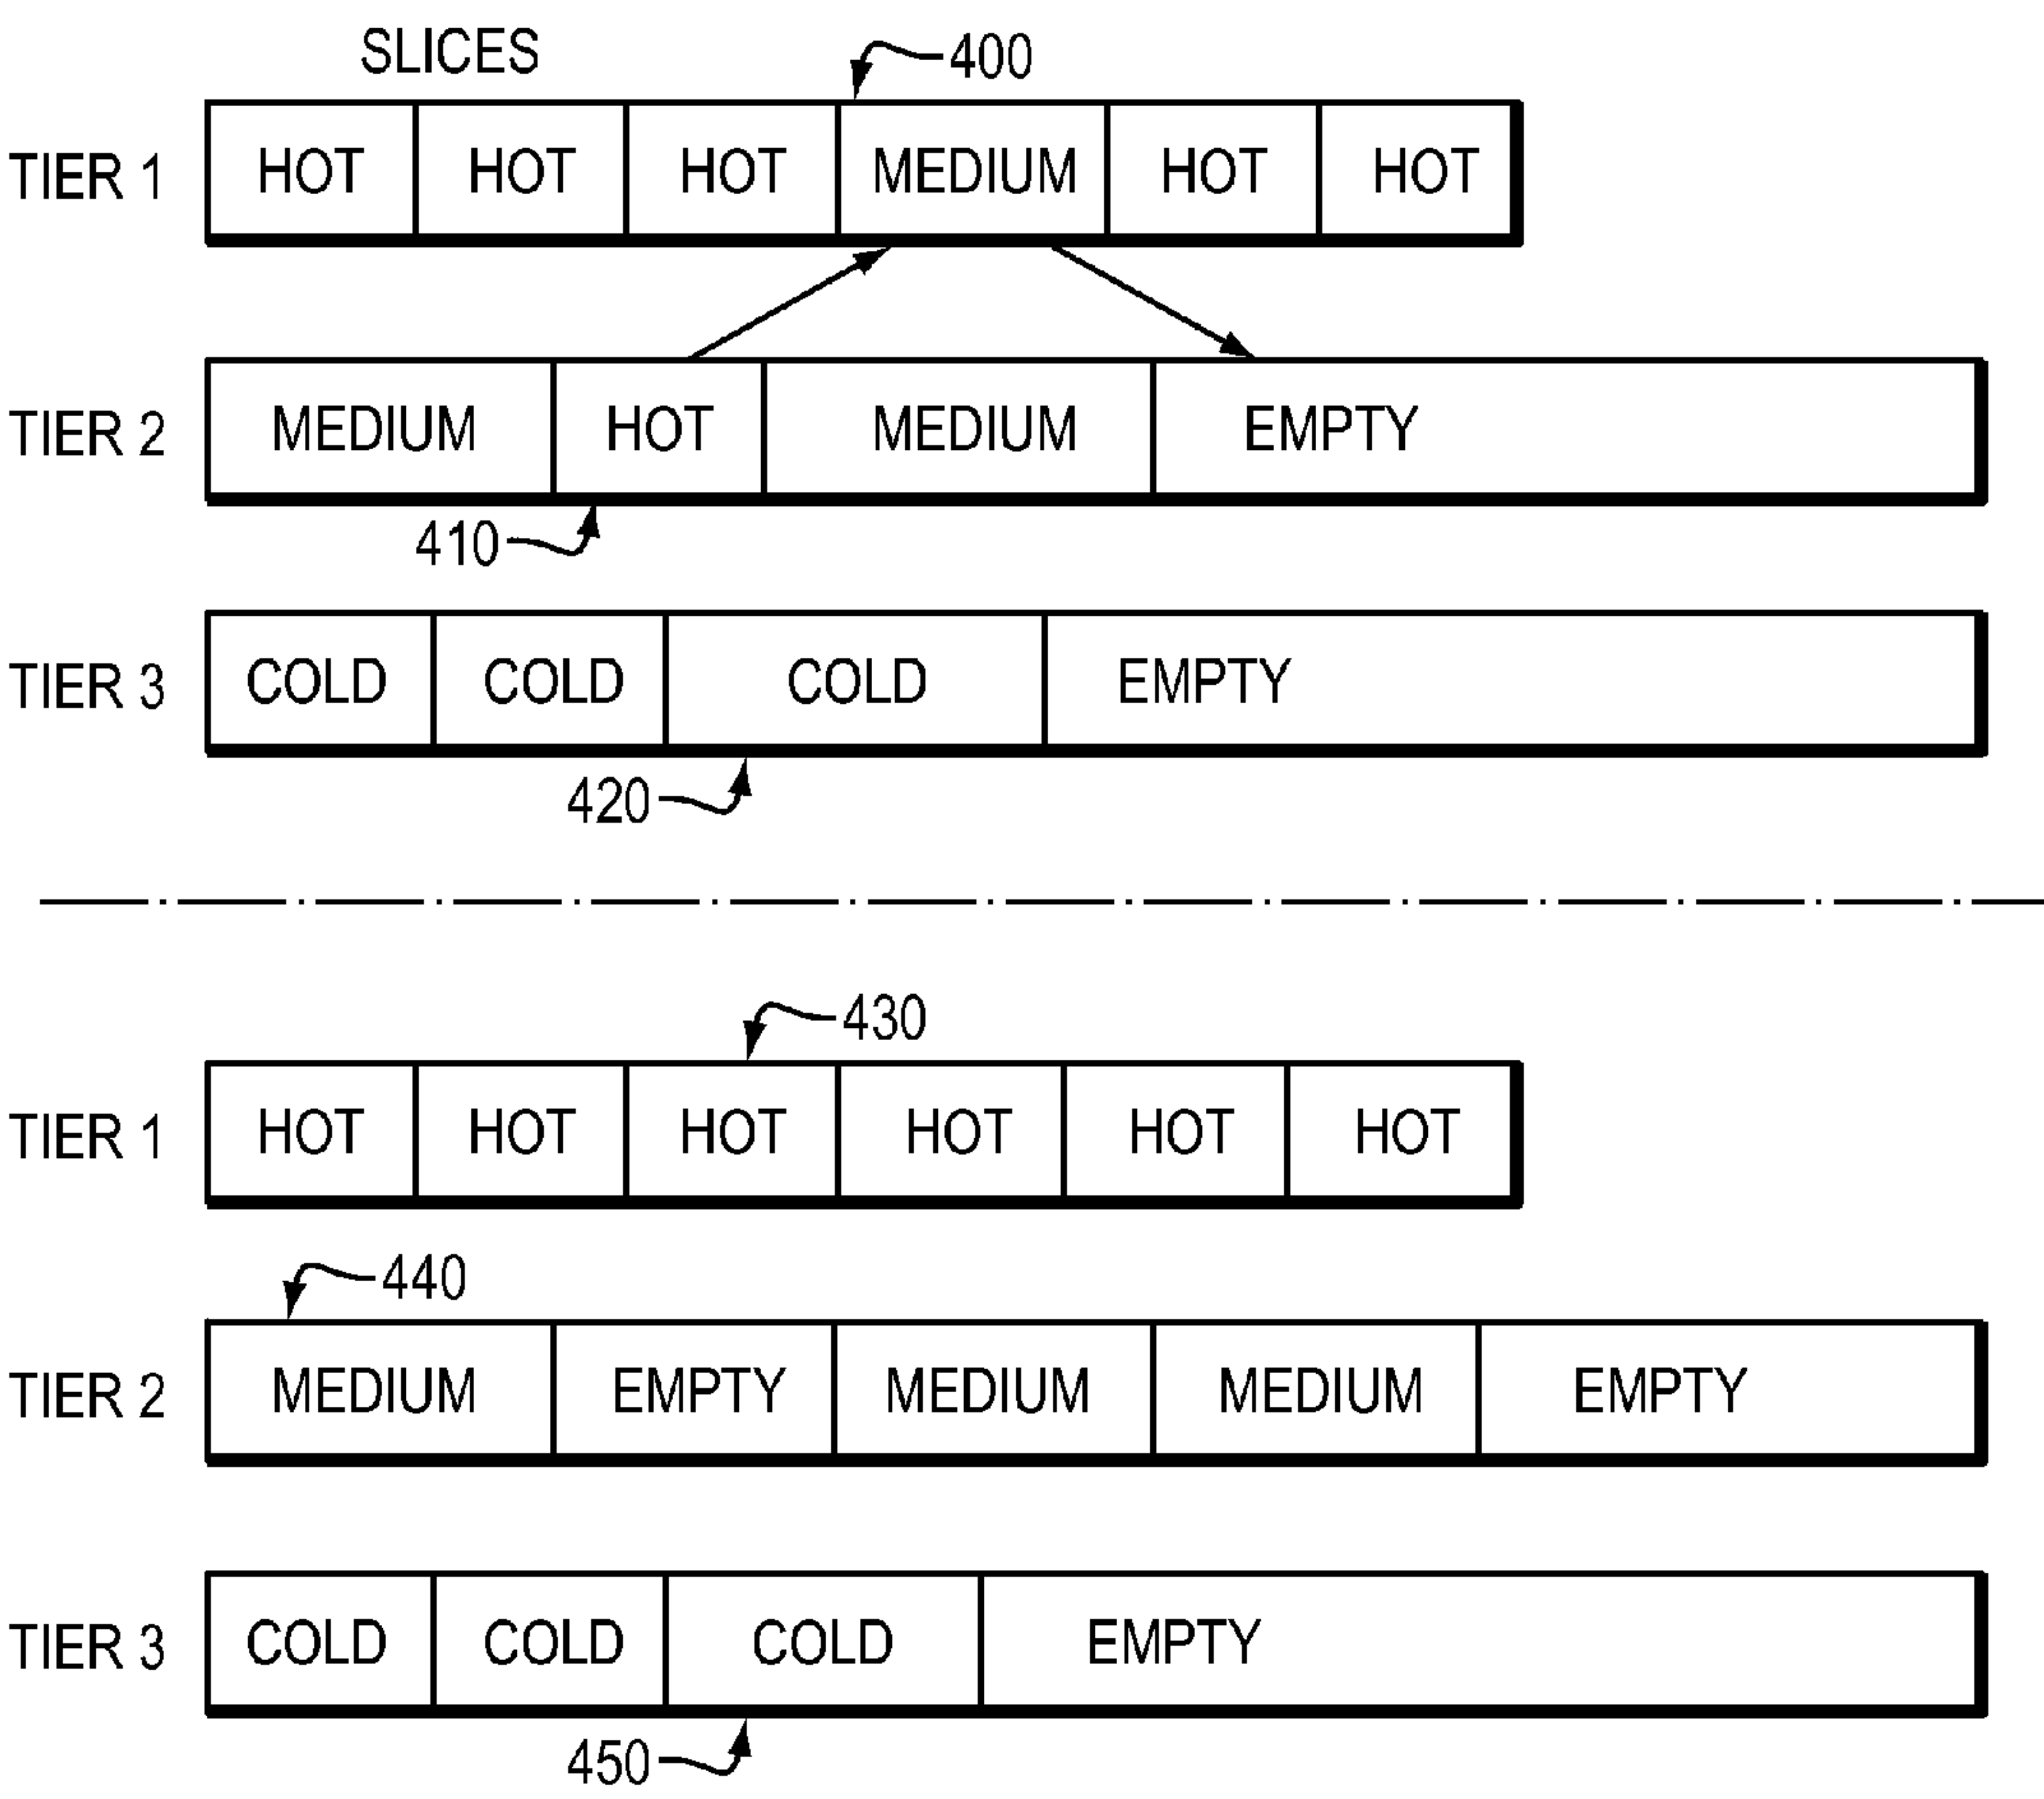 SLICES
400
TIER 1 HOT HOT HOT MEDIUM HOT HOT
TIER 2 MEDIUM HOT MEDIUM EMPTY
410
TIER 3 COLD COLD COLD EMPTY
420
430
TIER 1 HOT HOT HOT HOT HOT HOT
440
TIER 2 MEDIUM EMPTY MEDIUM MEDIUM EMPTY
TIER 3 COLD COLD COLD EMPTY
450